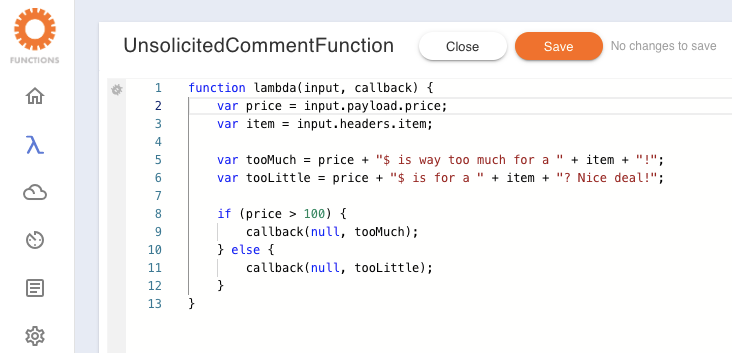 FUNCTIONS
UnsolicitedCommentFunction Close Save No changes to save
1 function lambda(input, callback) {
2 var price = input.payload.price;
3 var item = input.headers.item;
4
5 var tooMuch = price + "$ is way too much for a " + item + "!";
6 var tooLittle = price + "$ is for a " + item + "? Nice deal!";
7
8 if (price > 100) {
9 callback(null, tooMuch);
10 } else {
11 callback(null, tooLittle);
12 }
13 }